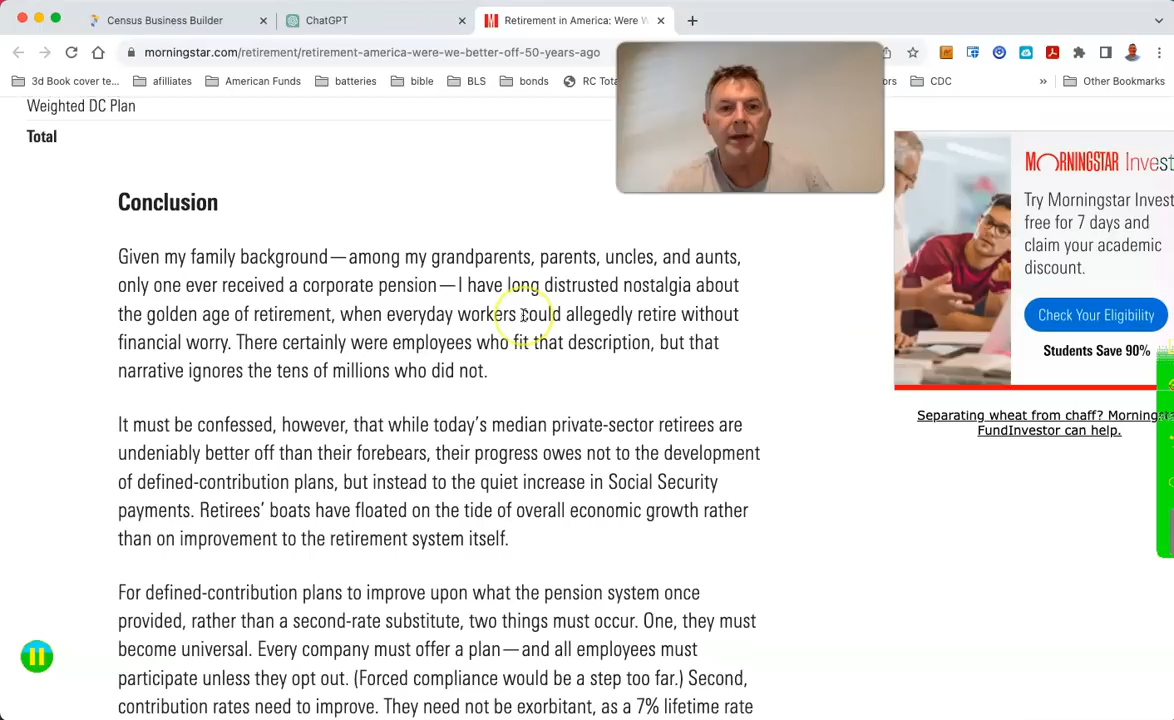 Census Business Builder
ChatGPT
Retirement in America: Were W
morningstar.com/retirement/retirement-america-were-we-better-off-50-years-ago
3d Book cover te...
afilliates
American Funds
batteries
bible
BLS
bonds
RC Tota
ors
CDC
»
Other Bookmarks
Weighted DC Plan
Total
Conclusion
Given my family background—among my grandparents, parents, uncles, and aunts,
only one ever received a corporate pension—I have long distrusted nostalgia about
the golden age of retirement, when everyday workers could allegedly retire without
financial worry. There certainly were employees who fit that description, but that
narrative ignores the tens of millions who did not.
It must be confessed, however, that while today's median private-sector retirees are
undeniably better off than their forebears, their progress owes not to the development
of defined-contribution plans, but instead to the quiet increase in Social Security
payments. Retirees' boats have floated on the tide of overall economic growth rather
than on improvement to the retirement system itself.
For defined-contribution plans to improve upon what the pension system once
provided, rather than a second-rate substitute, two things must occur. One, they must
become universal. Every company must offer a plan—and all employees must
participate unless they opt out. (Forced compliance would be a step too far.) Second,
contribution rates need to improve. They need not be exorbitant, as a 7% lifetime rate
MORNINGSTAR Invest
Try Morningstar Invest
free for 7 days and
claim your academic
discount.
Check Your Eligibility
Students Save 90%
Separating wheat from chaff? Mornings
FundInvestor can help.